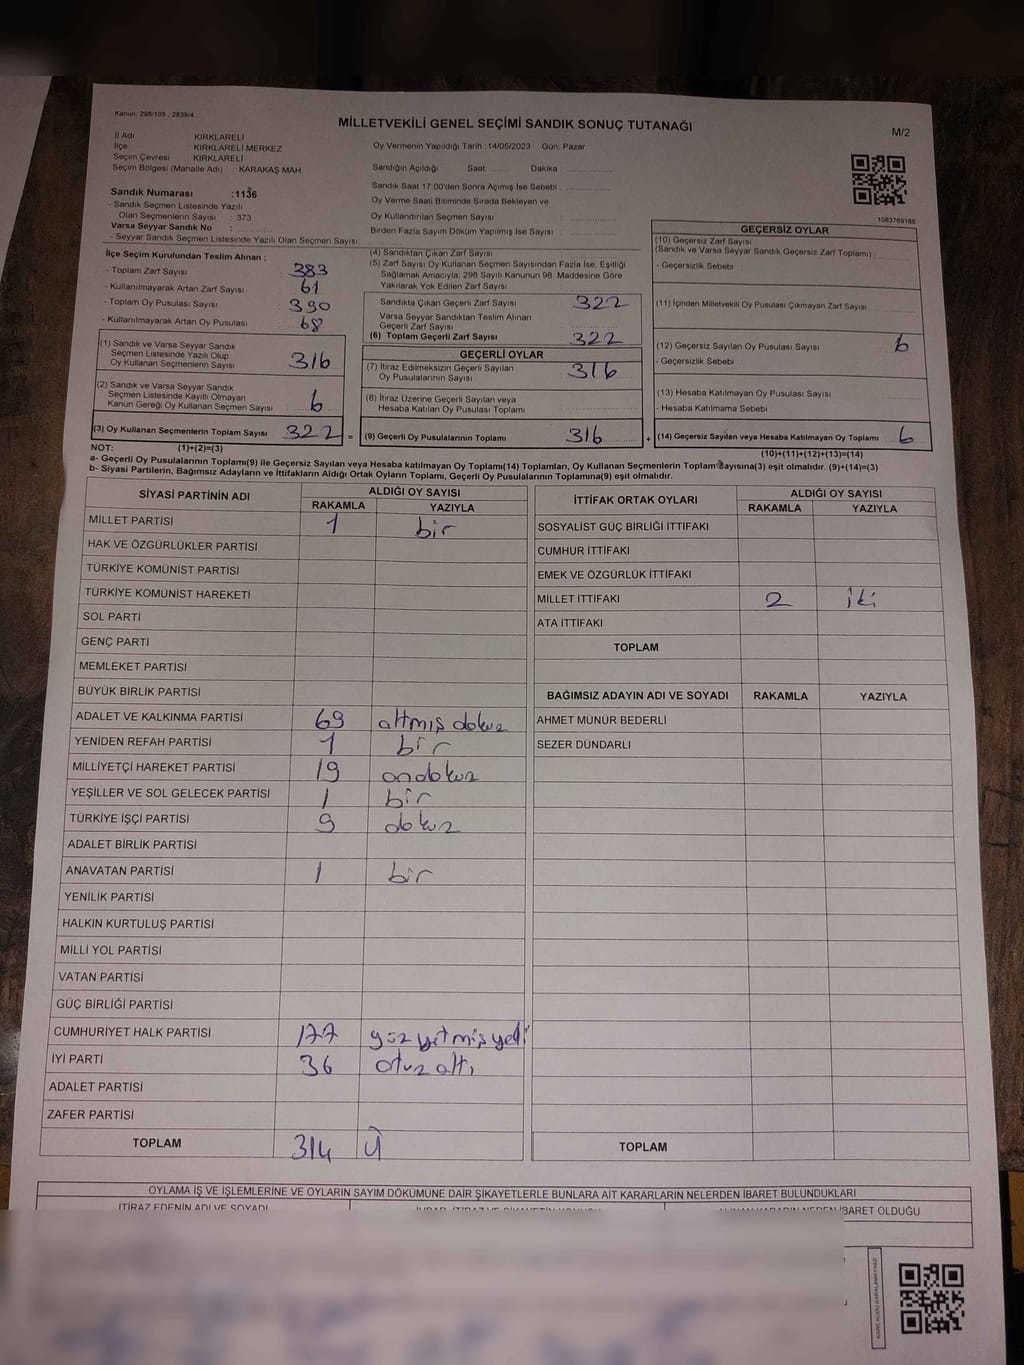 Kanun: 298/105 , 2839/4
MİLLETVEKİLİ GENEL SEÇİMİ SANDIK SONUÇ TUTANAĞI
M/2
İl Adı KIRKLARELİ
İlçe KIRKLARELİ MERKEZ
Seçim Çevresi KIRKLARELİ
Seçim Bölgesi (Mahalle Adı) KARAKAŞ MAH
Sandık Numarası :1136
- Sandık Seçmen Listesinde Yazılı
Olan Seçmenlerin Sayısı : 373
Varsa Seyyar Sandık No :
- Seyyar Sandık Seçmen Listesinde Yazılı Olan Seçmen Sayısı:
Oy Vermenin Yapıldığı Tarih :14/05/2023 Gün: Pazar
Sandığın Açıldığı Saat ...... Dakika ......
Sandık Saat 17.00'den Sonra Açımış İse Sebebi :
Oy Verme Saati Bitiminde Sırada Bekleyen ve
Oy Kullandırılan Seçmen Sayısı
Birden Fazla Sayım Döküm Yapılmış İse Sayısı :
1083769166
İlçe Seçim Kurulundan Teslim Alınan :
- Toplam Zarf Sayısı : 383
- Kullanılmayarak Artan Zarf Sayısı : 61
- Toplam Oy Pusulası Sayısı : 390
- Kullanılmayarak Artan Oy Pusulası : 68
(1) Sandık ve Varsa Seyyar Sandık
Seçmen Listesinde Yazılı Olup
Oy Kullanan Seçmenlerin Sayısı 316
(2) Sandık ve Varsa Seyyar Sandık
Seçmen Listesinde Kayıtlı Olmayan
Kanun Gereği Oy Kullanan Seçmen Sayısı 6
(3) Oy Kullanan Seçmenlerin Toplam Sayısı 322 =
(4) Sandıktan Çıkan Zarf Sayısı
(5) Zarf Sayısı Oy Kullanan Seçmen Sayısından Fazla İse, Eşitliği
Sağlamak Amacıyla; 298 Sayılı Kanunun 98. Maddesine Göre
Yakılarak Yok Edilen Zarf Sayısı
Sandıkta Çıkan Geçerli Zarf Sayısı 322
Varsa Seyyar Sandıktan Teslim Alınan
Geçerli Zarf Sayısı
(6) Toplam Geçerli Zarf Sayısı 322
GEÇERLİ OYLAR
(7) İtiraz Edilmeksizin Geçerli Sayılan
Oy Pusulalarının Sayısı 316
(8) İtiraz Üzerine Geçerli Sayılan veya
Hesaba Katılan Oy Pusulası Toplamı
(9) Geçerli Oy Pusulalarının Toplamı 316 +
GEÇERSİZ OYLAR
(10) Geçersiz Zarf Sayısı
(Sandık ve Varsa Seyyar Sandık Geçersiz Zarf Toplamı) :
- Geçersizlik Sebebi :
(11) İçinden Milletvekili Oy Pusulası Çıkmayan Zarf Sayısı
(12) Geçersiz Sayılan Oy Pusulası Sayısı 6
- Geçersizlik Sebebi
(13) Hesaba Katılmayan Oy Pusulası Sayısı
- Hesaba Katılmama Sebebi
(14) Geçersiz Sayılan veya Hesaba Katılmayan Oy Toplamı 6
NOT: (1)+(2)=(3)
(10)+(11)+(12)+(13)=(14)
a- Geçerli Oy Pusulalarının Toplamı(9) ile Geçersiz Sayılan veya Hesaba katılmayan Oy Toplamı(14) Toplamları, Oy Kullanan Seçmenlerin Toplam Sayısına(3) eşit olmalıdır. (9)+(14)=(3)
b- Siyasi Partilerin, Bağımsız Adayların ve İttifakların Aldığı Ortak Oyların Toplamı, Geçerli Oy Pusulalarının Toplamına(9) eşit olmalıdır.
SİYASİ PARTİNİN ADI ALDIĞI OY SAYISI
RAKAMLA YAZIYLA
MİLLET PARTİSİ 1 bir
HAK VE ÖZGÜRLÜKLER PARTİSİ
TÜRKİYE KOMÜNİST PARTİSİ
TÜRKİYE KOMÜNİST HAREKETİ
SOL PARTİ
GENÇ PARTİ
MEMLEKET PARTİSİ
BÜYÜK BİRLİK PARTİSİ
ADALET VE KALKINMA PARTİSİ 69 altmış dokuz
YENİDEN REFAH PARTİSİ 1 bir
MİLLİYETÇİ HAREKET PARTİSİ 19 ondokuz
YEŞİLLER VE SOL GELECEK PARTİSİ 1 bir
TÜRKİYE İŞÇİ PARTİSİ 9 dokuz
ADALET BİRLİK PARTİSİ
ANAVATAN PARTİSİ 1 bir
YENİLİK PARTİSİ
HALKIN KURTULUŞ PARTİSİ
MİLLİ YOL PARTİSİ
VATAN PARTİSİ
GÜÇ BİRLİĞİ PARTİSİ
CUMHURİYET HALK PARTİSİ 177 yüz yetmiş yedi
İYİ PARTİ 36 otuz altı
ADALET PARTİSİ
ZAFER PARTİSİ
TOPLAM 314 Ü
İTTİFAK ORTAK OYLARI ALDIĞI OY SAYISI
RAKAMLA YAZIYLA
SOSYALİST GÜÇ BİRLİĞİ İTTİFAKI
CUMHUR İTTİFAKI
EMEK VE ÖZGÜRLÜK İTTİFAKI
MİLLET İTTİFAKI 2 iki
ATA İTTİFAKI
TOPLAM
BAĞIMSIZ ADAYIN ADI VE SOYADI RAKAMLA YAZIYLA
AHMET MÜNÜR BEDERLİ
SEZER DÜNDARLI
TOPLAM
OYLAMA İŞ VE İŞLEMLERİNE VE OYLARIN SAYIM DÖKÜMÜNE DAİR ŞİKAYETLERLE BUNLARA AİT KARARLARIN NELERDEN İBARET BULUNDUKLARI
İTİRAZ EDENİN ADI VE SOYADI
İBARET OLDUĞU
KARE KODU KARALAMAYINIZ!